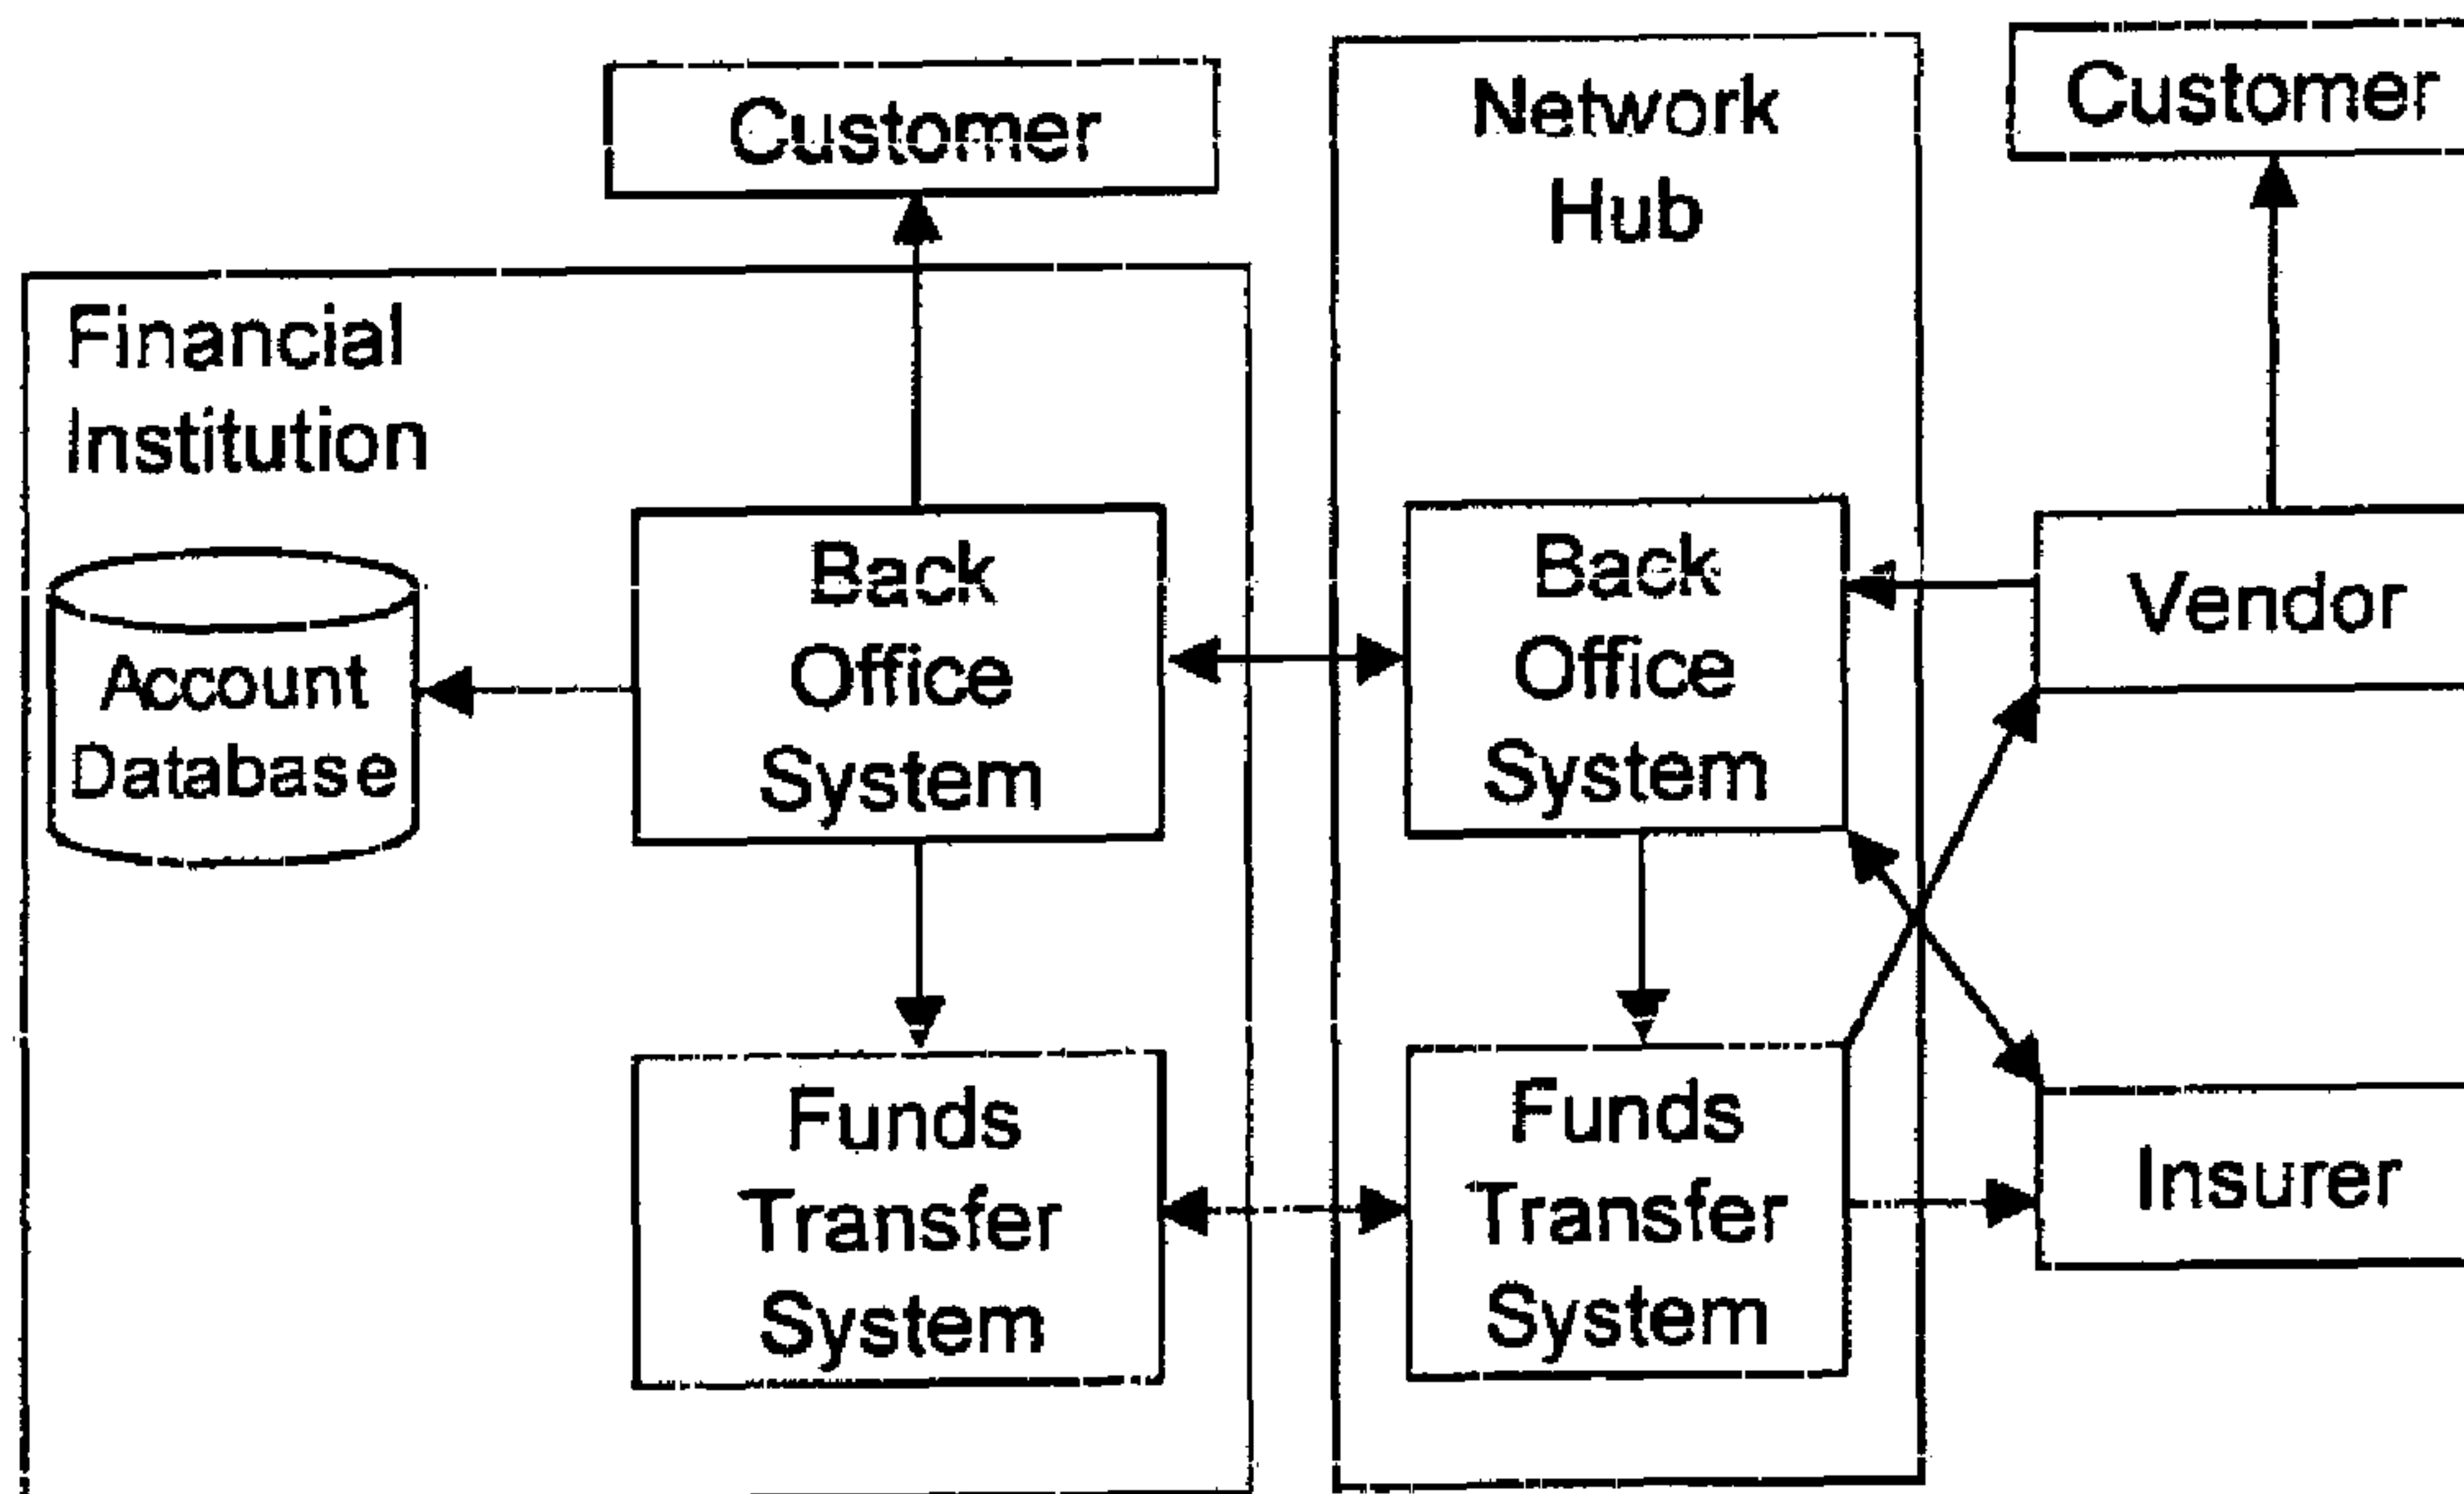 Customer
Network
Hub
Customer
Financial
Institution
Account
Database
Back
Office
System
Back
Office
System
Vendor
Funds
Transfer
System
Funds
Transfer
System
Insurer